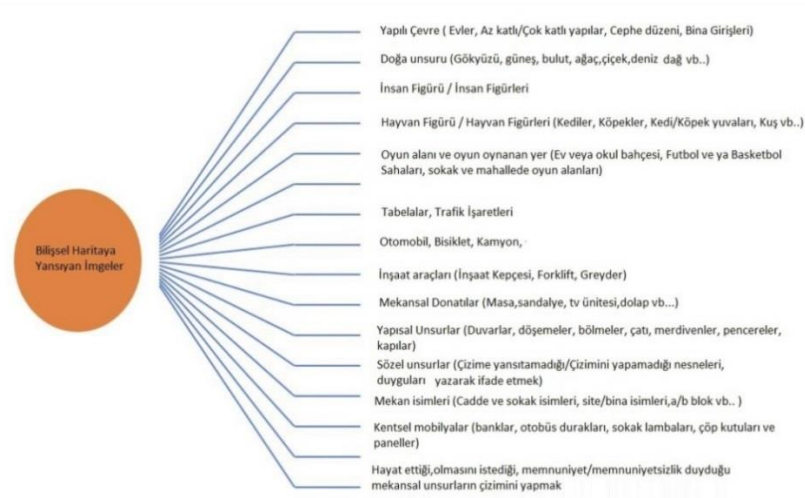 Yapılı Çevre ( Evler, Az katlı/Çok katlı yapılar, Cephe düzeni, Bina Girişleri)
Doğa unsuru (Gökyüzü, güneş, bulut, ağaç,çiçek,deniz dağ vb..)
İnsan Figürü / İnsan Figürleri
Hayvan Figürü / Hayvan Figürleri (Kediler, Köpekler, Kedi/Köpek yuvaları, Kuş vb..)
Oyun alanı ve oyun oynanan yer (Ev veya okul bahçesi, Futbol ve ya Basketbol
Sahaları, sokak ve mahallede oyun alanları)
Tabelalar, Trafik İşaretleri
Bilişsel Haritaya
Yansıyan İmgeler
Otomobil, Bisiklet, Kamyon,
İnşaat araçları (İnşaat Kepçesi, Forklift, Greyder)
Mekansal Donatılar (Masa,sandalye, tv ünitesi,dolap vb...)
Yapısal Unsurlar (Duvarlar, döşemeler, bölmeler, çatı, merdivenler, pencereler,
kapılar)
Sözel unsurlar (Çizime yansıtamadığı/Çizimini yapamadığı nesneleri,
duyguları yazarak ifade etmek)
Mekan isimleri (Cadde ve sokak isimleri, site/bina isimleri,a/b blok vb.. )
Kentsel mobilyalar (banklar, otobüs durakları, sokak lambaları, çöp kutuları ve
paneller)
Hayat ettiği,olmasını istediği, memnuniyet/memnuniyetsizlik duyduğu
mekansal unsurların çizimini yapmak